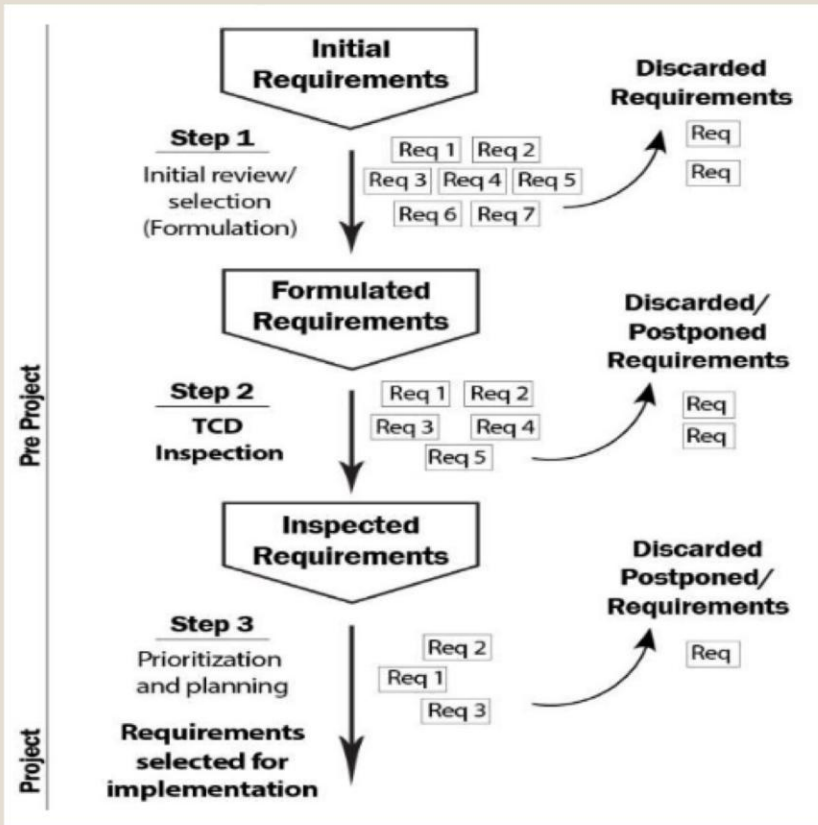 Initial
Requirements
Discarded
Requirements
Req
Req
Step 1
Initial review/
selection
(Formulation)
Req 1 Req 2
Req 3 Req 4 Req 5
Req 6 Req 7
Formulated
Requirements
Discarded/
Postponed
Requirements
Req
Req
Step 2
TCD
Inspection
Req 1 Req 2
Req 3 Req 4
Req 5
Pre Project
Inspected
Requirements
Discarded
Postponed/
Requirements
Req
Step 3
Prioritization
and planning
Req 2
Req 1
Req 3
Requirements
selected for
implementation
Project